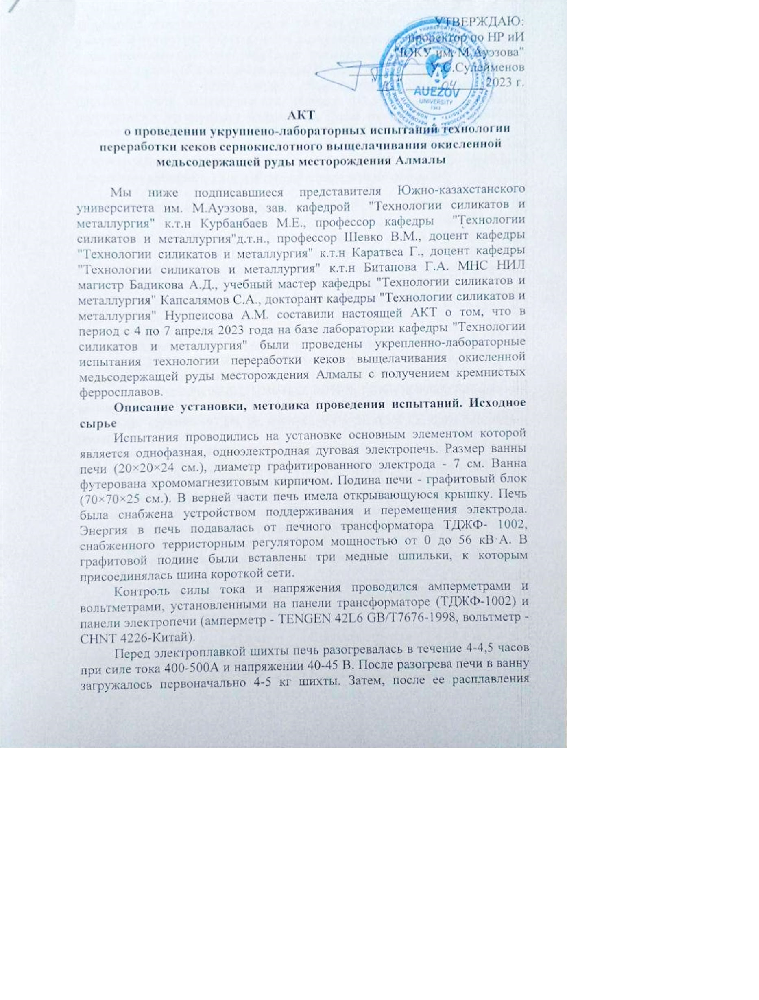 УТВЕРЖДАЮ:
проректор по НР иИ
"ЮКУ им. М.Ауэзова"
У.С.Сулейменов
04 2023 г.
AUEZOV
UNIVERSITY
1943
АКТ
о проведении укрупнено-лабораторных испытаний технологии
переработки кеков сернокислотного выщелачивания окисленной
медьсодержащей руды месторождения Алмалы
Мы ниже подписавшиеся представителя Южно-казахстанского
университета им. М.Ауэзова, зав. кафедрой "Технологии силикатов и
металлургия" к.т.н Курбанбаев М.Е., профессор кафедры "Технологии
силикатов и металлургия"д.т.н., профессор Шевко В.М., доцент кафедры
"Технологии силикатов и металлургия" к.т.н Каратвеа Г., доцент кафедры
"Технологии силикатов и металлургия" к.т.н Битанова Г.А. МНС НИЛ
магистр Бадикова А.Д., учебный мастер кафедры "Технологии силикатов и
металлургия" Капсалямов С.А., докторант кафедры "Технологии силикатов и
металлургия" Нурпеисова А.М. составили настоящей АКТ о том, что в
период с 4 по 7 апреля 2023 года на базе лаборатории кафедры "Технологии
силикатов и металлургия" были проведены укрепленно-лабораторные
испытания технологии переработки кеков выщелачивания окисленной
медьсодержащей руды месторождения Алмалы с получением кремнистых
ферросплавов.
Описание установки, методика проведения испытаний. Исходное
сырье
Испытания проводились на установке основным элементом которой
является однофазная, одноэлектродная дуговая электропечь. Размер ванны
печи (20×20×24 см.), диаметр графитированного электрода - 7 см. Ванна
футерована хромомагнезитовым кирпичом. Подина печи - графитовый блок
(70×70×25 см.). В верней части печь имела открывающуюся крышку. Печь
была снабжена устройством поддерживания и перемещения электрода.
Энергия в печь подавалась от печного трансформатора ТДЖФ- 1002,
снабженного терристорным регулятором мощностью от 0 до 56 кВ·А. В
графитовой подине были вставлены три медные шпильки, к которым
присоединялась шина короткой сети.
Контроль силы тока и напряжения проводился амперметрами и
вольтметрами, установленными на панели трансформаторе (ТДЖФ-1002) и
панели электропечи (амперметр - TENGEN 42L6 GB/T7676-1998, вольтметр -
CHNT 4226-Китай).
Перед электроплавкой шихты печь разогревалась в течение 4-4,5 часов
при силе тока 400-500А и напряжении 40-45 В. После разогрева печи в ванну
загружалось первоначально 4-5 кг шихты. Затем, после ее расплавления